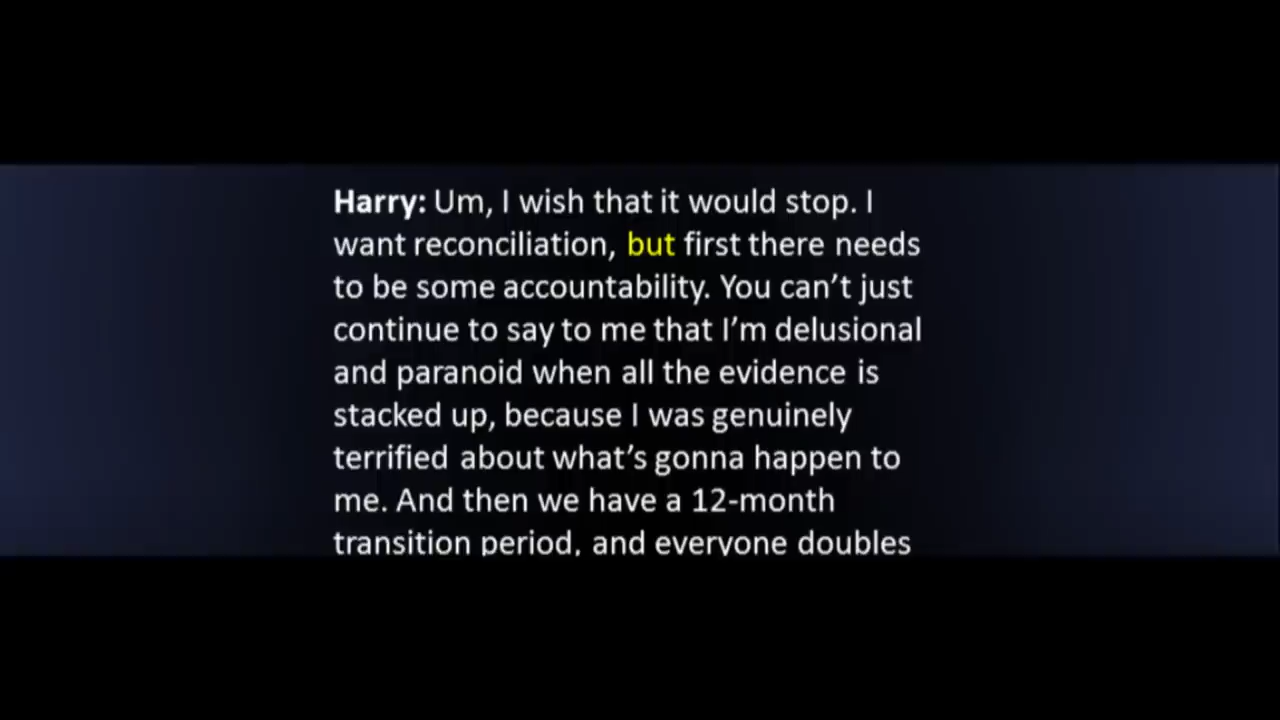 Harry: Um, I wish that it would stop. I
want reconciliation, but first there needs
to be some accountability. You can’t just
continue to say to me that I’m delusional
and paranoid when all the evidence is
stacked up, because I was genuinely
terrified about what’s gonna happen to
me. And then we have a 12-month
transition period, and everyone doubles